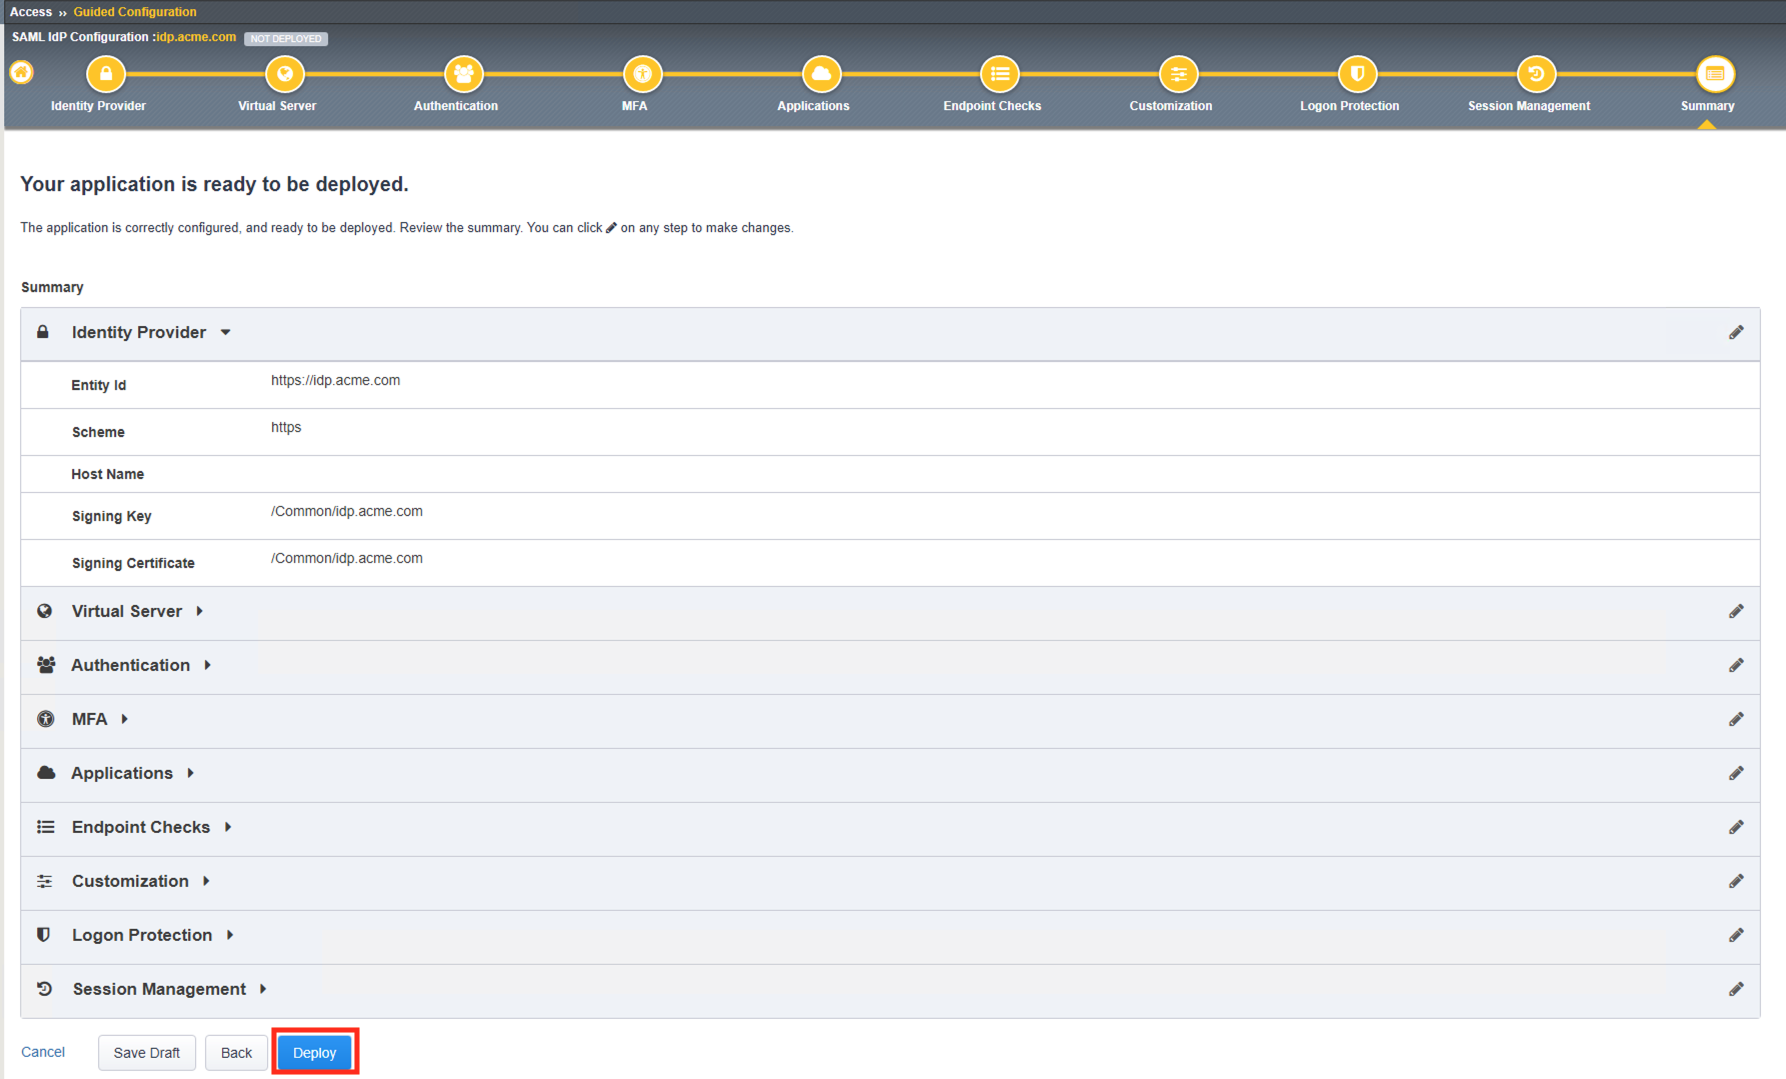 Access ›› Guided Configuration
SAML IdP Configuration :idp.acme.com NOT DEPLOYED
Identity Provider Virtual Server Authentication MFA Applications Endpoint Checks Customization Logon Protection Session Management Summary
Your application is ready to be deployed.
The application is correctly configured, and ready to be deployed. Review the summary. You can click on any step to make changes.
Summary
Identity Provider
Entity Id https://idp.acme.com
Scheme https
Host Name
Signing Key /Common/idp.acme.com
Signing Certificate /Common/idp.acme.com
Virtual Server
Authentication
MFA
Applications
Endpoint Checks
Customization
Logon Protection
Session Management
Cancel Save Draft Back Deploy